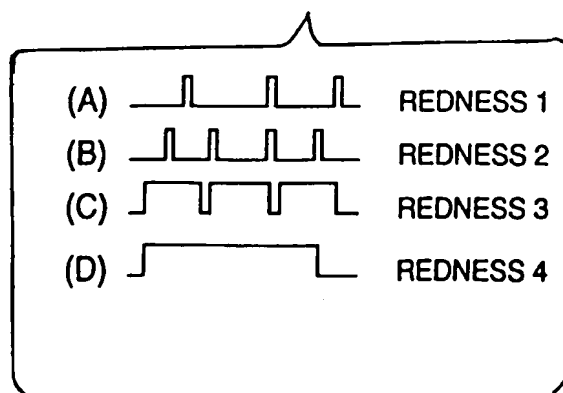 (A) REDNESS 1
(B) REDNESS 2
(C) REDNESS 3
(D) REDNESS 4